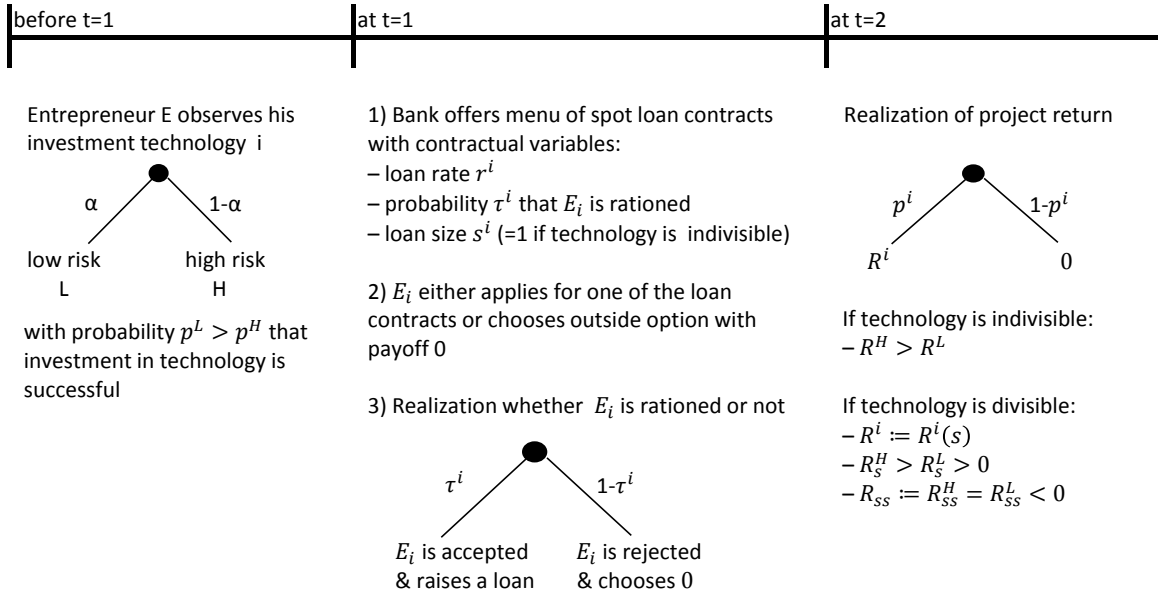 before t=1
at t=1
at t=2
Entrepreneur E observes his
investment technology i
α
1-α
low risk
high risk
L
H
with probability p^L > p^H that
investment in technology is
successful
1) Bank offers menu of spot loan contracts
with contractual variables:
– loan rate r^i
– probability τ^i that E_i is rationed
– loan size s^i (=1 if technology is indivisible)
2) E_i either applies for one of the loan
contracts or chooses outside option with
payoff 0
3) Realization whether E_i is rationed or not
τ^i
1-τ^i
E_i is accepted
& raises a loan
E_i is rejected
& chooses 0
Realization of project return
p^i
1-p^i
R^i
0
If technology is indivisible:
– R^H > R^L
If technology is divisible:
– R^i ≔ R^i(s)
– R_s^H > R_s^L > 0
– R_ss ≔ R_ss^H = R_ss^L < 0